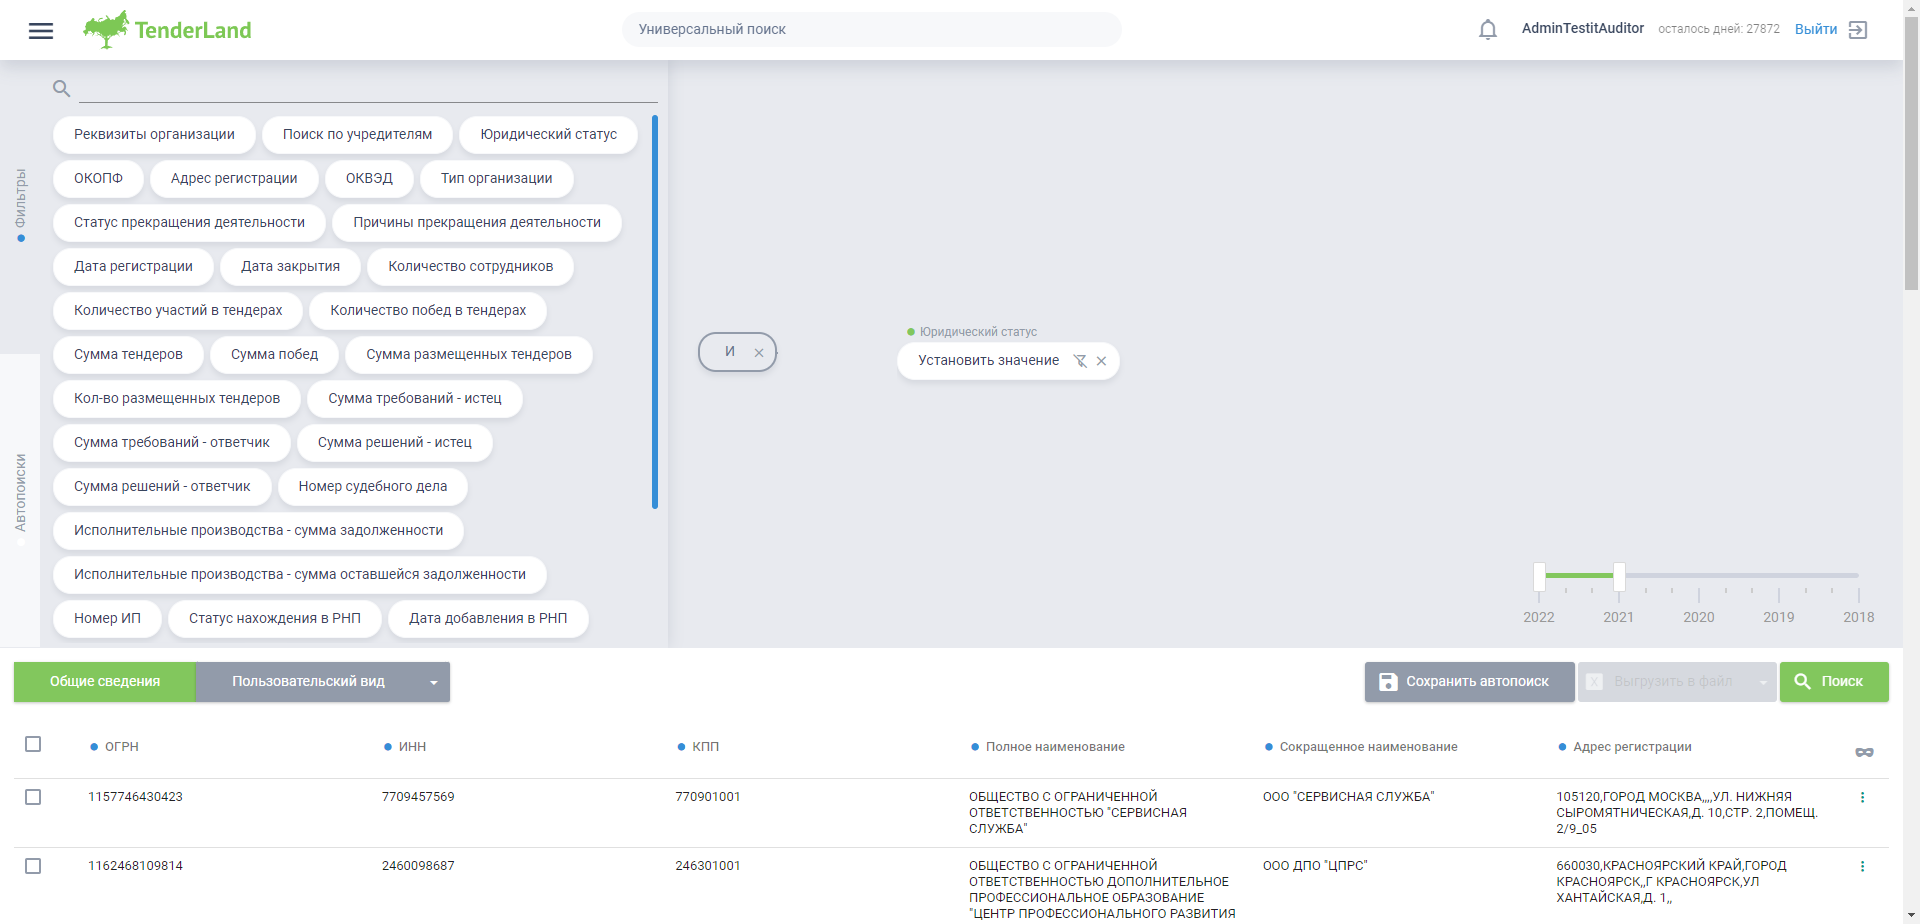 TenderLand
Универсальный поиск
AdminTestitAuditor
осталось дней: 27872
Выйти
Фильтры
Автопоиски
Реквизиты организации
Поиск по учредителям
Юридический статус
ОКОПФ
Адрес регистрации
ОКВЭД
Тип организации
Статус прекращения деятельности
Причины прекращения деятельности
Дата регистрации
Дата закрытия
Количество сотрудников
Количество участий в тендерах
Количество побед в тендерах
Сумма тендеров
Сумма побед
Сумма размещенных тендеров
Кол-во размещенных тендеров
Сумма требований - истец
Сумма требований - ответчик
Сумма решений - истец
Сумма решений - ответчик
Номер судебного дела
Исполнительные производства - сумма задолженности
Исполнительные производства - сумма оставшейся задолженности
Номер ИП
Статус нахождения в РНП
Дата добавления в РНП
И
Юридический статус
Установить значение
2022
2021
2020
2019
2018
Общие сведения
Пользовательский вид
Сохранить автопоиск
Выгрузить в файл
Поиск
ОГРН
ИНН
КПП
Полное наименование
Сокращенное наименование
Адрес регистрации
1157746430423
7709457569
770901001
ОБЩЕСТВО С ОГРАНИЧЕННОЙ
ОТВЕТСТВЕННОСТЬЮ "СЕРВИСНАЯ
СЛУЖБА"
ООО "СЕРВИСНАЯ СЛУЖБА"
105120,ГОРОД МОСКВА,,,,УЛ. НИЖНЯЯ
СЫРОМЯТНИЧЕСКАЯ,Д. 10,СТР. 2,ПОМЕЩ.
2/9_05
1162468109814
2460098687
246301001
ОБЩЕСТВО С ОГРАНИЧЕННОЙ
ОТВЕТСТВЕННОСТЬЮ ДОПОЛНИТЕЛЬНОЕ
ПРОФЕССИОНАЛЬНОЕ ОБРАЗОВАНИЕ
"ЦЕНТР ПРОФЕССИОНАЛЬНОГО РАЗВИТИЯ
ООО ДПО "ЦПРС"
660030,КРАСНОЯРСКИЙ КРАЙ,ГОРОД
КРАСНОЯРСК,,Г КРАСНОЯРСК,УЛ
ХАНТАЙСКАЯ,Д. 1,,